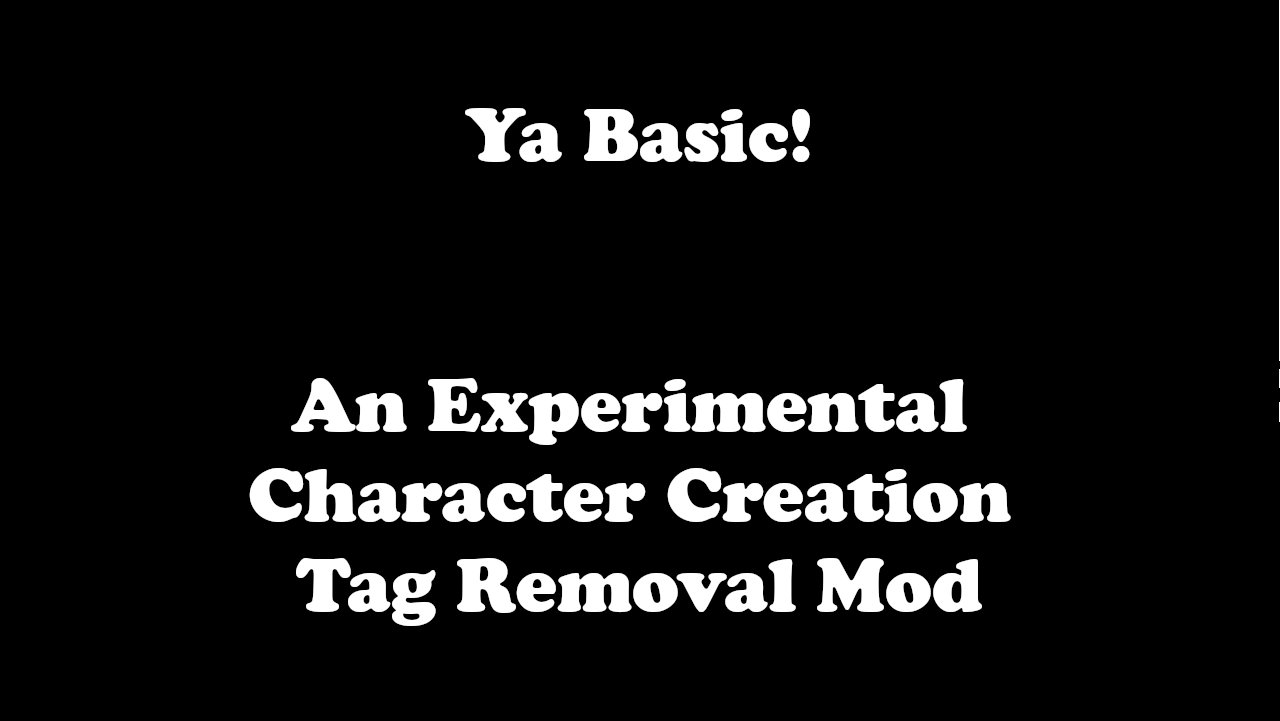 Ya Basic!
An Experimental
Character Creation
Tag Removal Mod